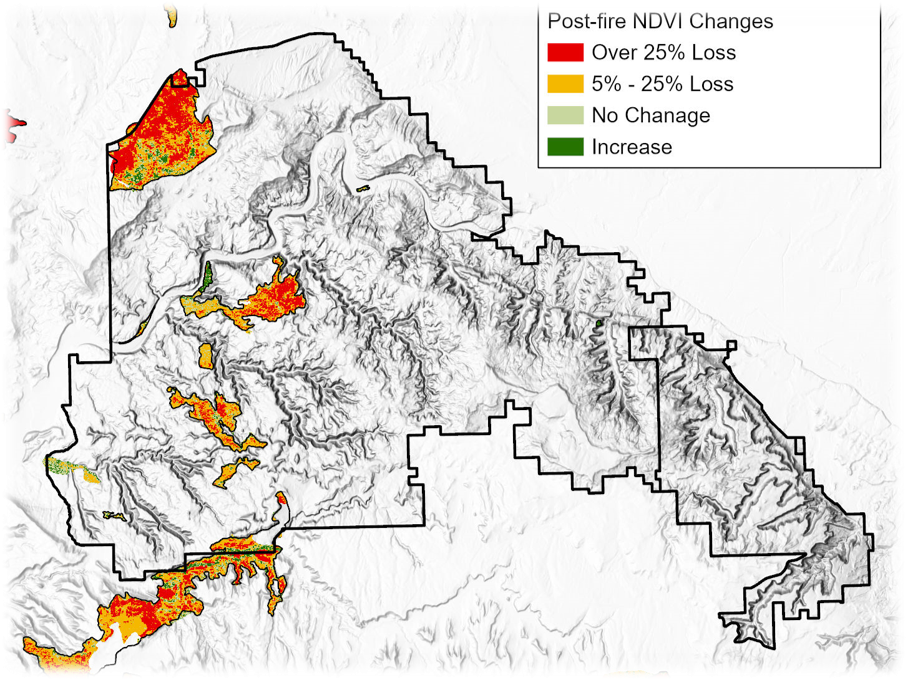 Post-fire NDVI Changes
Over 25% Loss
5% - 25% Loss
No Chanage
Increase